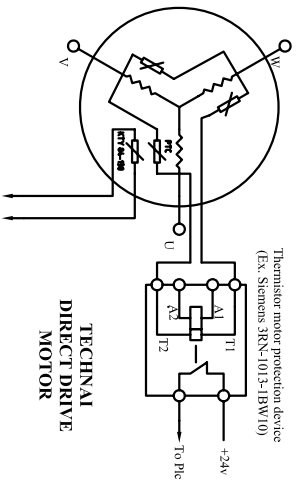 Thermistor motor protection device
(Ex. Siemens 3RN-1013-1BW10)
W
V
U
PTC
KTY 84-130
T1
A1
A2
T2
+24v
To Plc
TECHNAI
DIRECT DRIVE
MOTOR